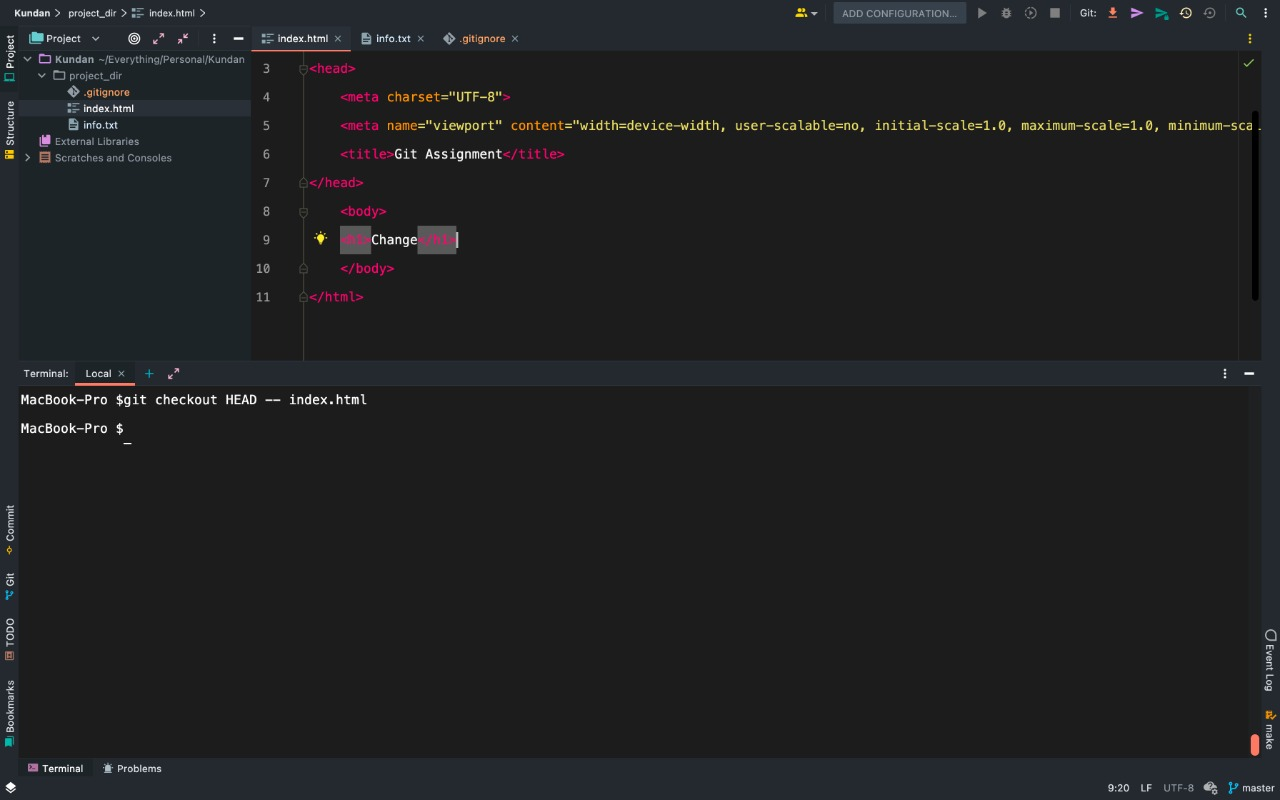 Kundan project_dir index.html
ADD CONFIGURATION...
Git:
Project
index.html
info.txt
.gitignore
Kundan ~/Everything/Personal/Kundan
project_dir
.gitignore
index.html
info.txt
External Libraries
Scratches and Consoles
Project
Structure
3 <head>
4 <meta charset="UTF-8">
5 <meta name="viewport" content="width=device-width, user-scalable=no, initial-scale=1.0, maximum-scale=1.0, minimum-sca
6 <title>Git Assignment</title>
7 </head>
8 <body>
9 Change
10 </body>
11 </html>
Terminal: Local
MacBook-Pro $git checkout HEAD -- index.html
MacBook-Pro $
Commit
Git
TODO
Bookmarks
Event Log
make
Terminal
Problems
9:20 LF UTF-8 master